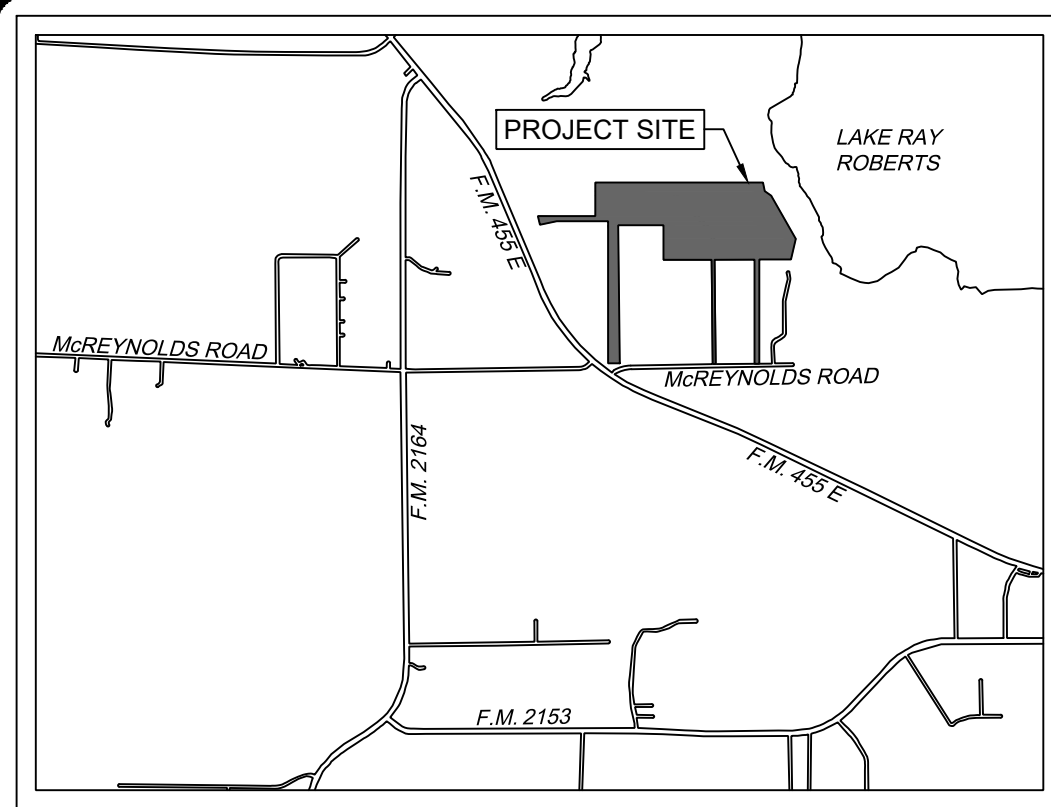 PROJECT SITE
LAKE RAY
ROBERTS
F.M. 455 E
McREYNOLDS ROAD
McREYNOLDS ROAD
F.M. 2164
F.M. 455 E
F.M. 2153